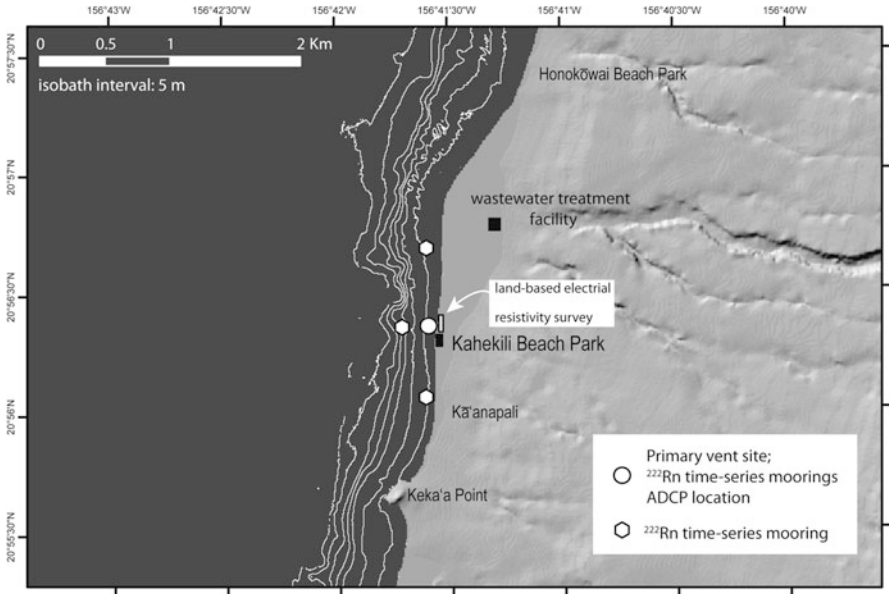 156°43'W 156°42'30"W 156°42'W 156°41'30"W 156°41'W 156°40'30"W 156°40'W
0 0.5 1 2 Km
isobath interval: 5 m
20°57'30"N
20°57'N
20°56'30"N
20°56'N
20°55'30"N
Honokōwai Beach Park
wastewater treatment
facility
land-based electrial
resistivity survey
Kahekili Beach Park
Kāʻanapali
Kekaʻa Point
Primary vent site;
²²²Rn time-series moorings
ADCP location
²²²Rn time-series mooring